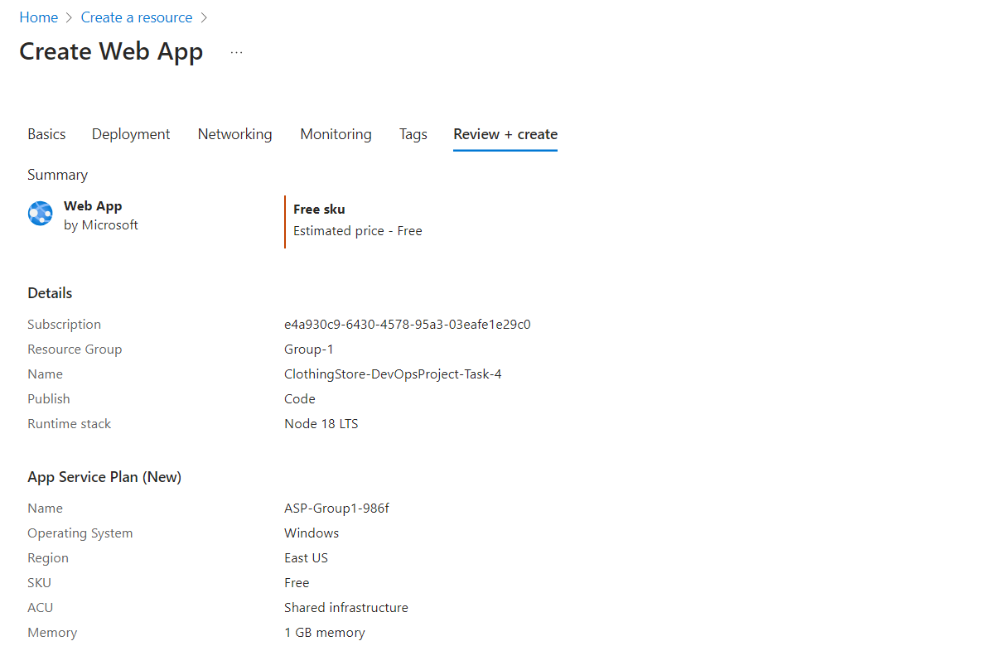 Home > Create a resource >
Create Web App ...
Basics Deployment Networking Monitoring Tags Review + create
Summary
Web App
by Microsoft
Free sku
Estimated price - Free
Details
Subscription e4a930c9-6430-4578-95a3-03eafe1e29c0
Resource Group Group-1
Name ClothingStore-DevOpsProject-Task-4
Publish Code
Runtime stack Node 18 LTS
App Service Plan (New)
Name ASP-Group1-986f
Operating System Windows
Region East US
SKU Free
ACU Shared infrastructure
Memory 1 GB memory